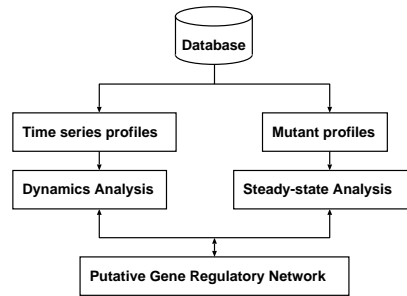 Database
Time series profiles
Mutant profiles
Dynamics Analysis
Steady-state Analysis
Putative Gene Regulatory Network